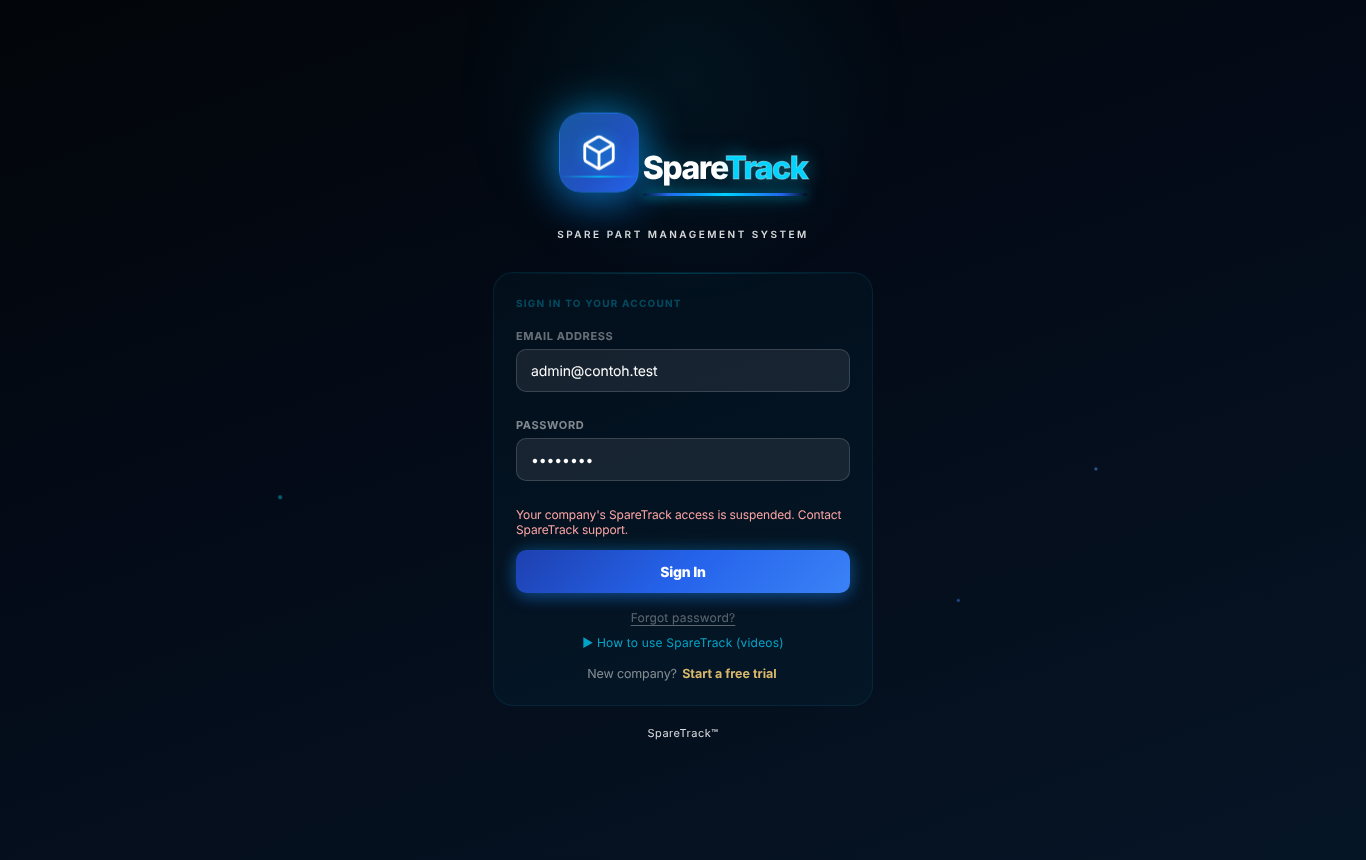 SpareTrack
SPARE PART MANAGEMENT SYSTEM
SIGN IN TO YOUR ACCOUNT
EMAIL ADDRESS
admin@contoh.test
PASSWORD
••••••••
Your company's SpareTrack access is suspended. Contact
SpareTrack support.
Sign In
Forgot password?
▶ How to use SpareTrack (videos)
New company? Start a free trial
SpareTrack™